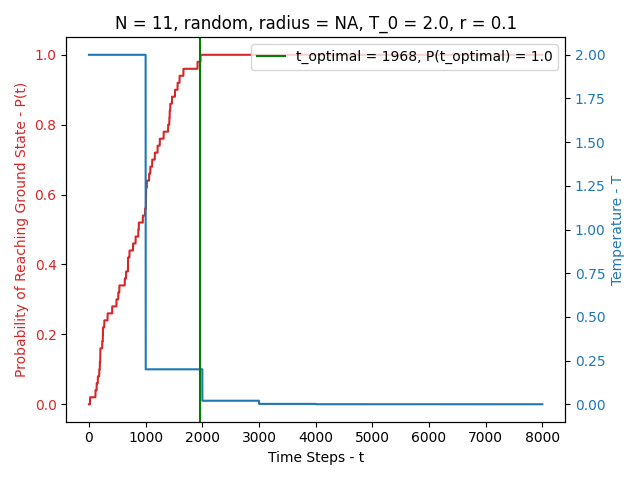 N = 11, random, radius = NA, T_0 = 2.0, r = 0.1
t_optimal = 1968, P(t_optimal) = 1.0
Probability of Reaching Ground State - P(t)
1.0
0.8
0.6
0.4
0.2
0.0
2.00
1.75
1.50
1.25
1.00
0.75
0.50
0.25
0.00
Temperature - T
0 1000 2000 3000 4000 5000 6000 7000 8000
Time Steps - t